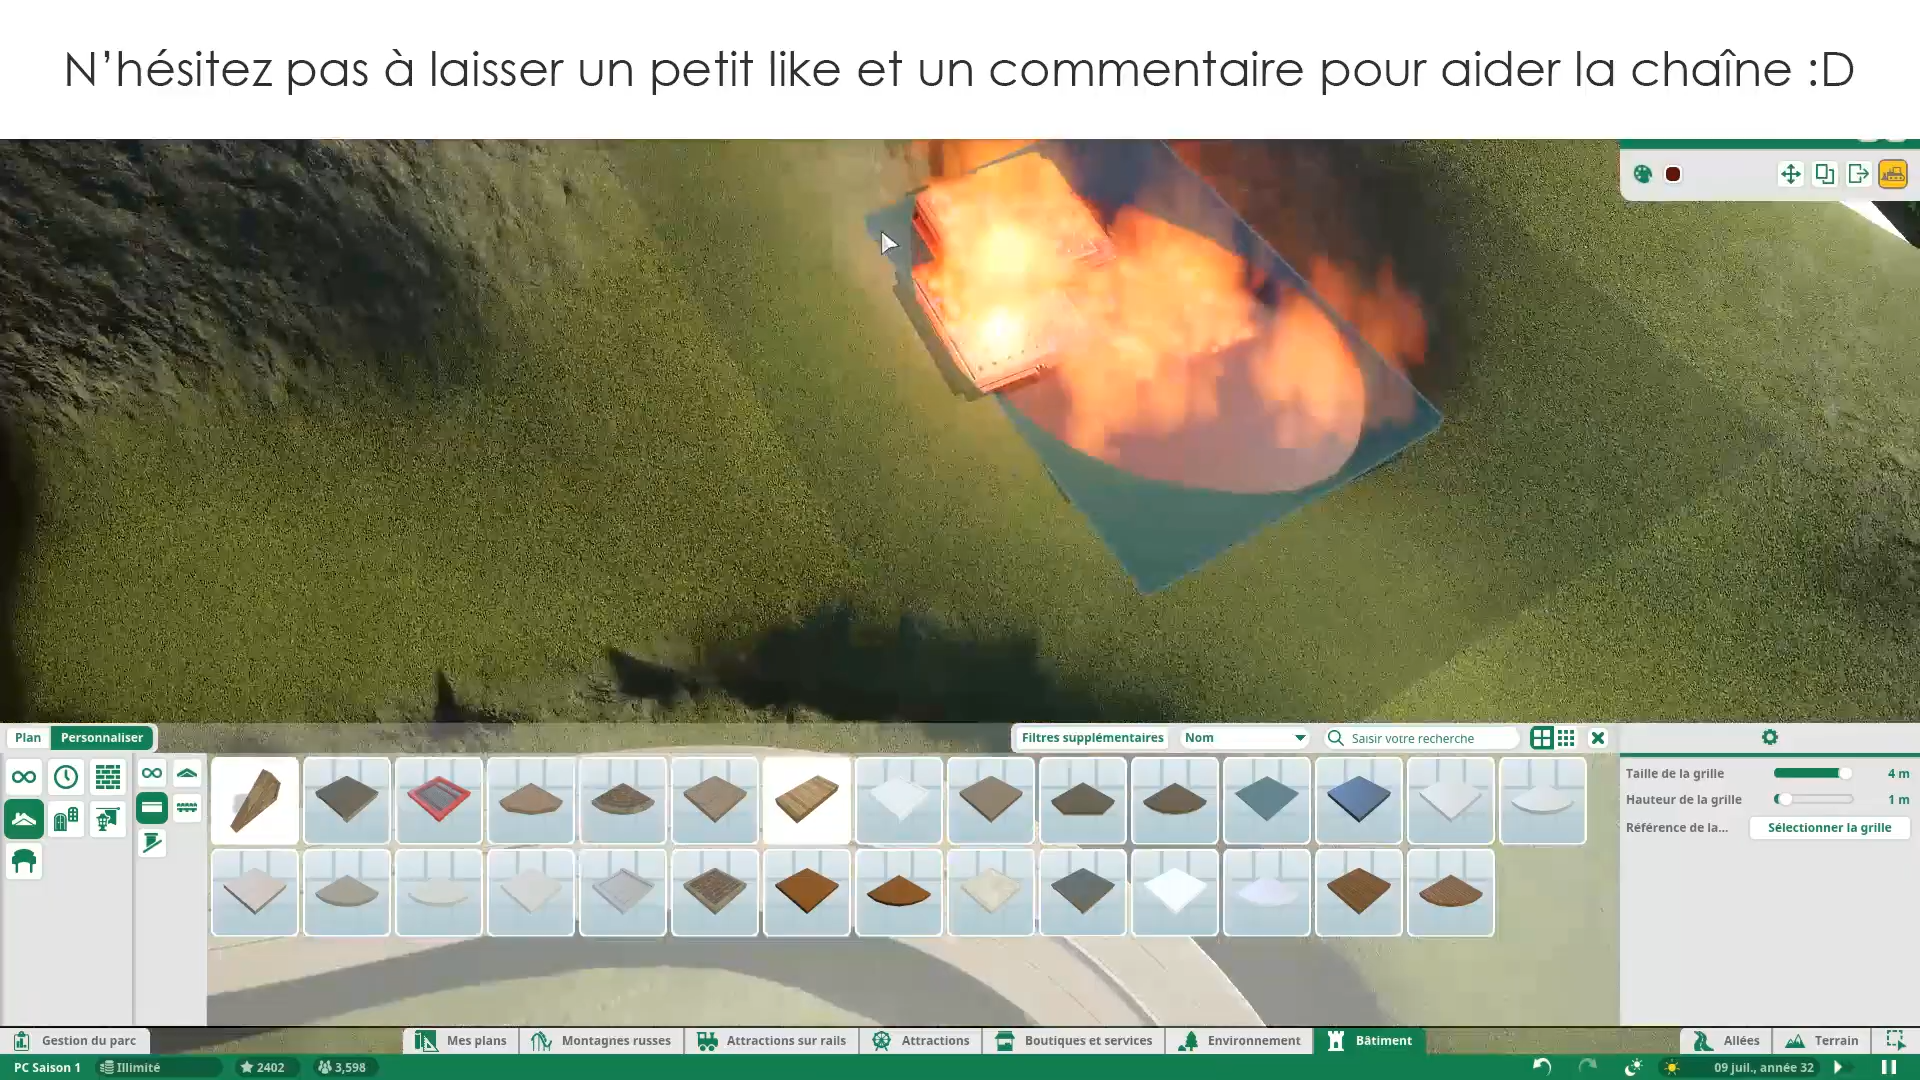 N’hésitez pas à laisser un petit like et un commentaire pour aider la chaîne :D
Plan
Personnaliser
Filtres supplémentaires
Nom
Saisir votre recherche
Taille de la grille
4 m
Hauteur de la grille
1 m
Référence de la...
Sélectionner la grille
Gestion du parc
Mes plans
Montagnes russes
Attractions sur rails
Attractions
Boutiques et services
Environnement
Bâtiment
Allées
Terrain
PC Saison 1
Illimité
2402
3,598
09 juil., année 32